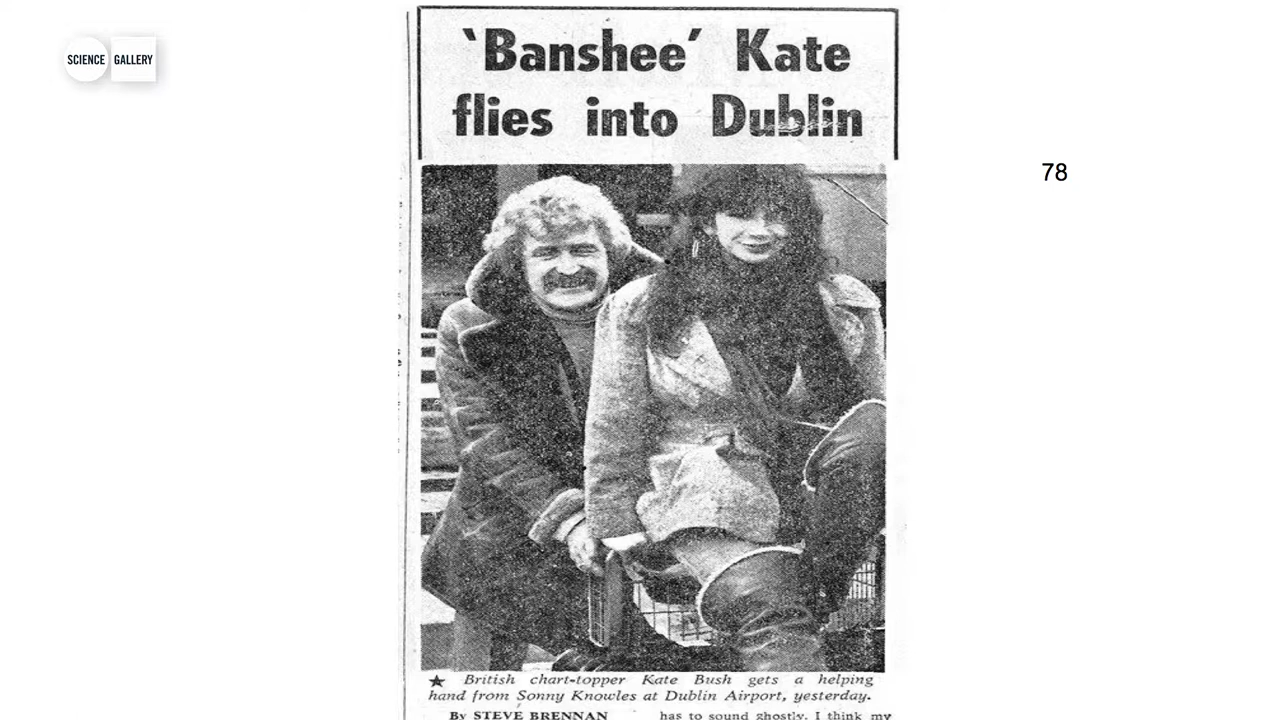 SCIENCE GALLERY
'Banshee' Kate
flies into Dublin
78
★ British chart-topper Kate Bush gets a helping
hand from Sonny Knowles at Dublin Airport, yesterday.
By STEVE BRENNAN
has to sound ghostly. I think my